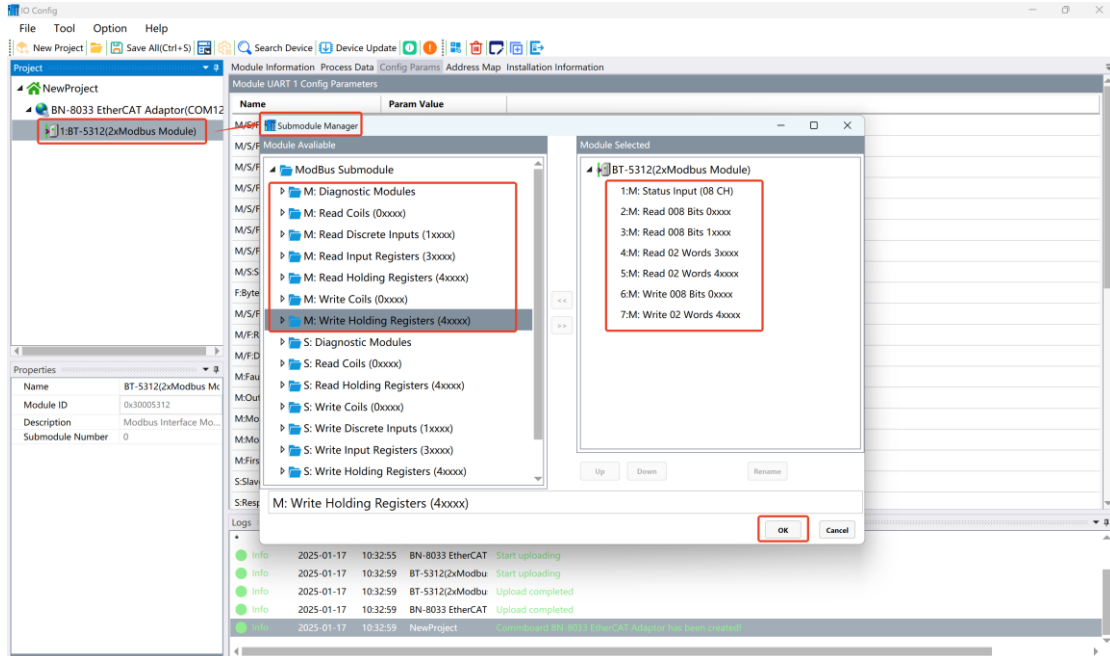 IO Config
File Tool Option Help
New Project Save All(Ctrl+S) Search Device Device Update
Project
NewProject
BN-8033 EtherCAT Adaptor(COM12
1:BT-5312(2xModbus Module)
Properties
Name BT-5312(2xModbus Mc
Module ID 0x30005312
Description Modbus Interface Mo...
Submodule Number 0
Module Information Process Data Config Params Address Map Installation Information
Module UART 1 Config Parameters
Name Param Value
M/S/F
M/S/F
M/S/F
M/S/F
M/S/F
M/S/F
M/S/F
M/S:S
F:Byte
M/S/F
M/F:R
M/F:D
M:Fau
M:Out
M:Mo
M:Mo
M:Firs
S:Slav
S:Resp
Submodule Manager
Module Avaliable
ModBus Submodule
M: Diagnostic Modules
M: Read Coils (0xxxx)
M: Read Discrete Inputs (1xxxx)
M: Read Input Registers (3xxxx)
M: Read Holding Registers (4xxxx)
M: Write Coils (0xxxx)
M: Write Holding Registers (4xxxx)
S: Diagnostic Modules
S: Read Coils (0xxxx)
S: Read Holding Registers (4xxxx)
S: Write Coils (0xxxx)
S: Write Discrete Inputs (1xxxx)
S: Write Input Registers (3xxxx)
S: Write Holding Registers (4xxxx)
<<
>>
Module Selected
BT-5312(2xModbus Module)
1:M: Status Input (08 CH)
2:M: Read 008 Bits 0xxxx
3:M: Read 008 Bits 1xxxx
4:M: Read 02 Words 3xxxx
5:M: Read 02 Words 4xxxx
6:M: Write 008 Bits 0xxxx
7:M: Write 02 Words 4xxxx
Up Down Rename
M: Write Holding Registers (4xxxx)
OK Cancel
Logs
Info 2025-01-17 10:32:55 BN-8033 EtherCAT Start uploading
Info 2025-01-17 10:32:59 BT-5312(2xModbu Start uploading
Info 2025-01-17 10:32:59 BT-5312(2xModbu Upload completed
Info 2025-01-17 10:32:59 BN-8033 EtherCAT Upload completed
Info 2025-01-17 10:32:59 NewProject Commboard BN-8033 EtherCAT Adaptor has been created!